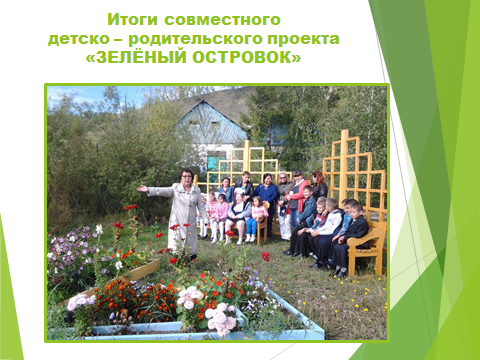 Итоги совместного
детско – родительского проекта
«ЗЕЛЁНЫЙ ОСТРОВОК»